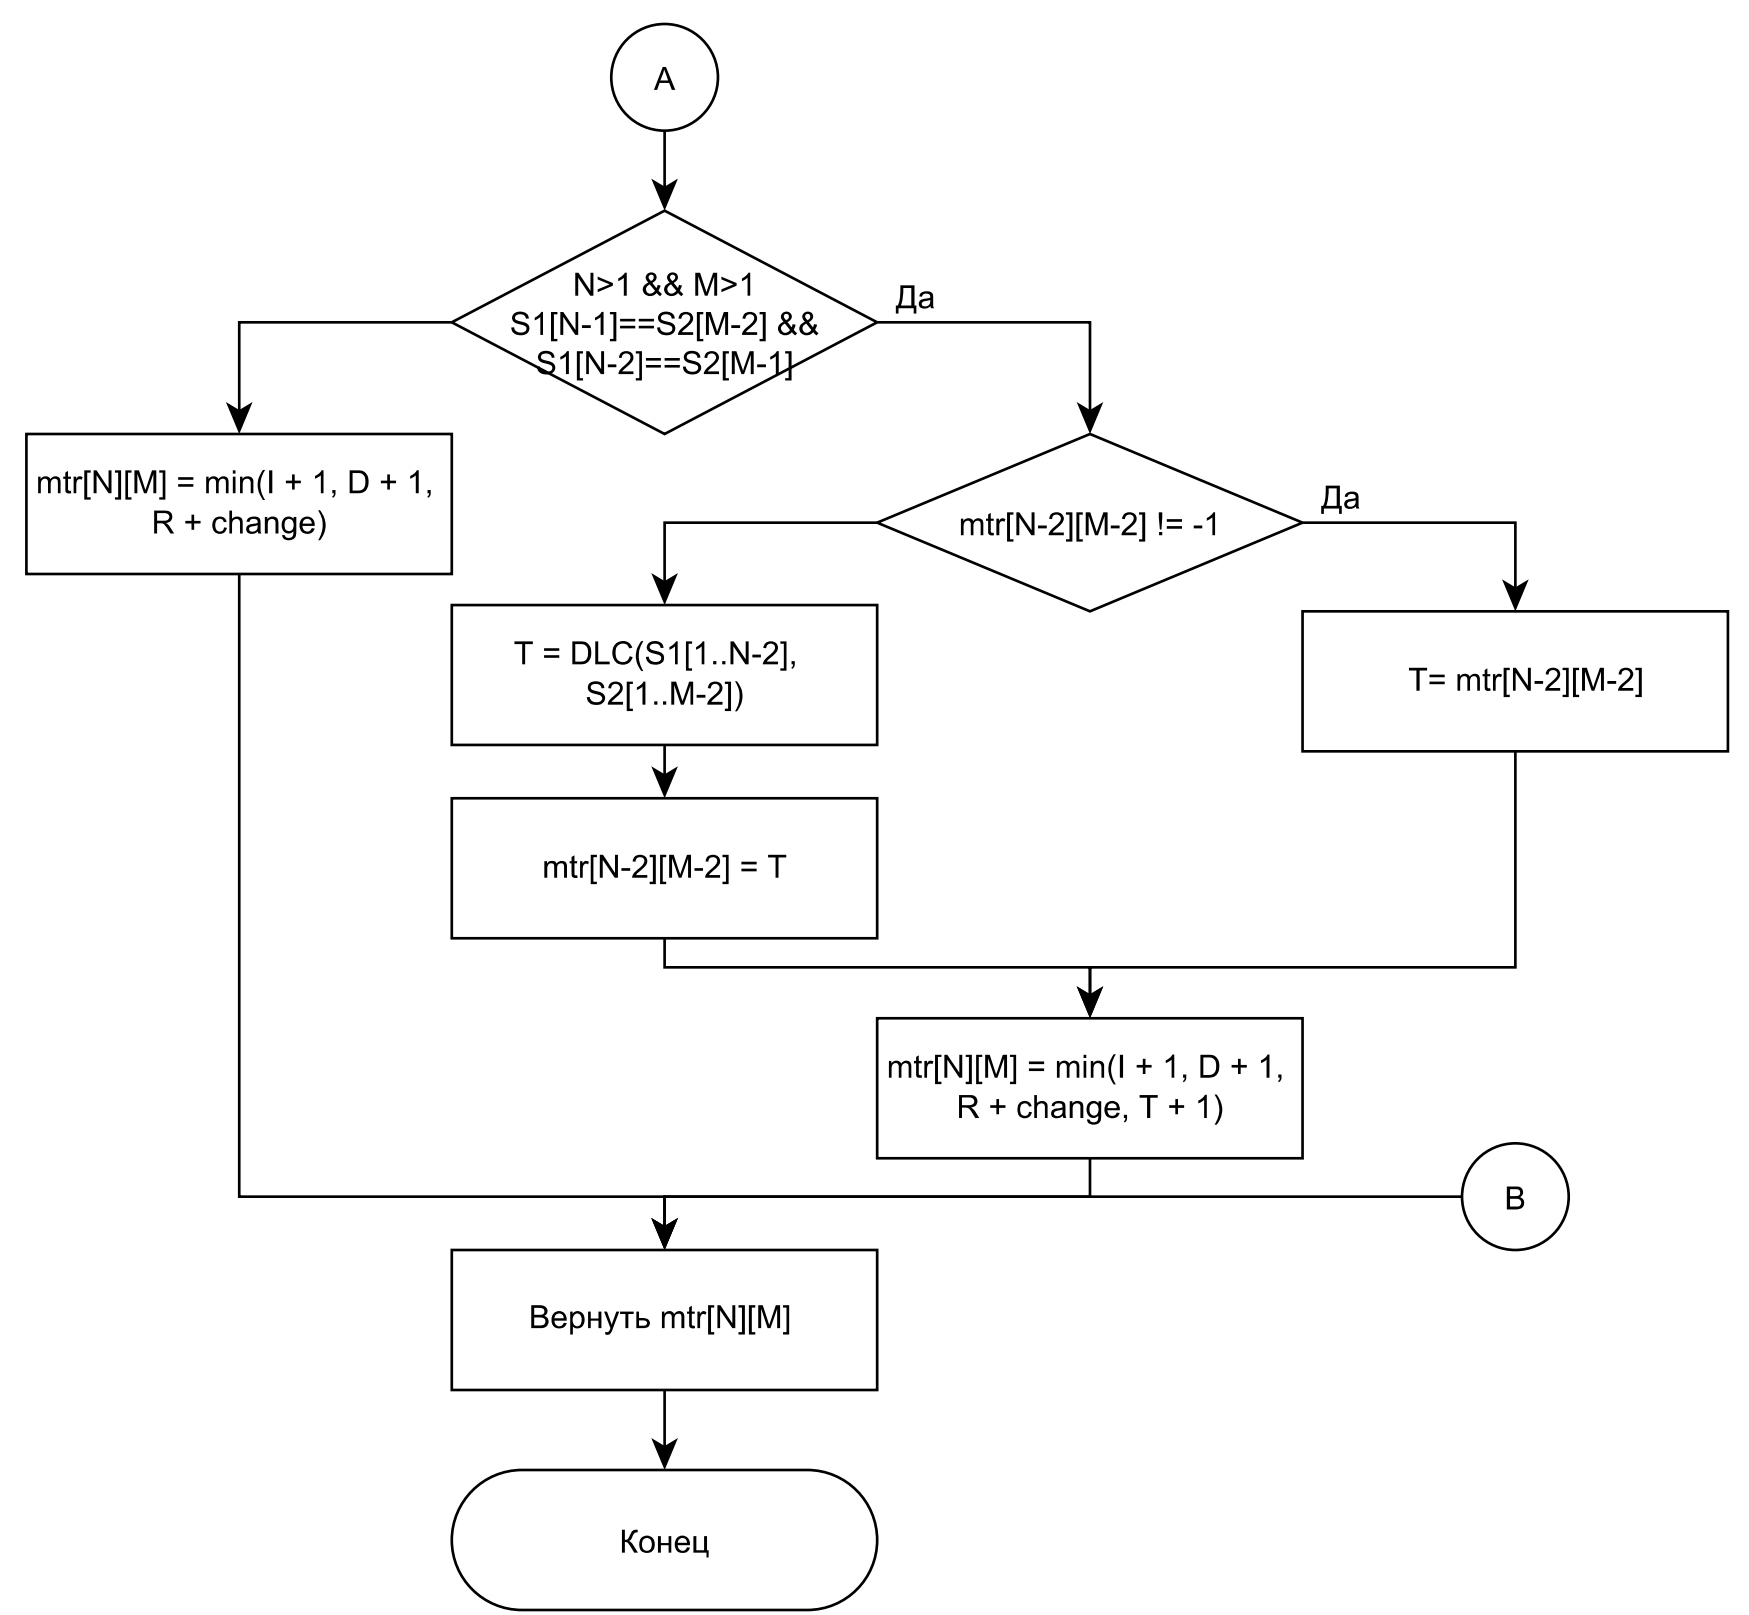 A
N>1 && M>1
S1[N-1]==S2[M-2] &&
S1[N-2]==S2[M-1]
Да
mtr[N][M] = min(I + 1, D + 1,
R + change)
mtr[N-2][M-2] != -1
Да
T = DLC(S1[1..N-2],
S2[1..M-2])
T= mtr[N-2][M-2]
mtr[N-2][M-2] = T
mtr[N][M] = min(I + 1, D + 1,
R + change, T + 1)
B
Вернуть mtr[N][M]
Конец